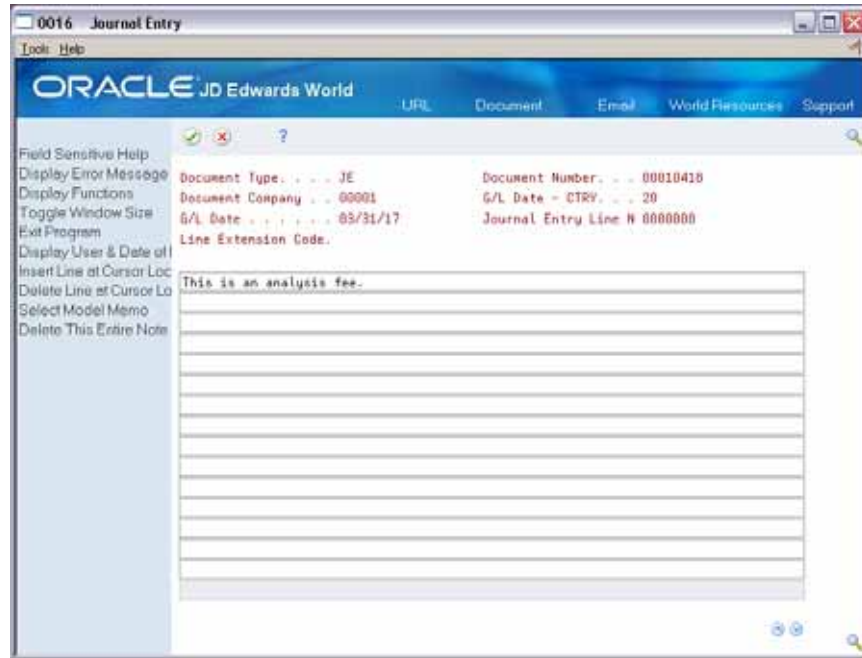 0016 Journal Entry
Tools Help
ORACLE JD Edwards World
URL Document Email World Resources Support
?
Field Sensitive Help
Display Error Message
Display Functions
Toggle Window Size
Exit Program
Display User & Date of
Insert Line at Cursor Loc
Delete Line at Cursor Lo
Select Model Memo
Delete This Entire Note
Document Type. . . . JE Document Number. . . 00010418
Document Company . . 00001 G/L Date - CTRY. . . 20
G/L Date . . . . . . 03/31/17 Journal Entry Line N 0000000
Line Extension Code.
This is an analysis fee.